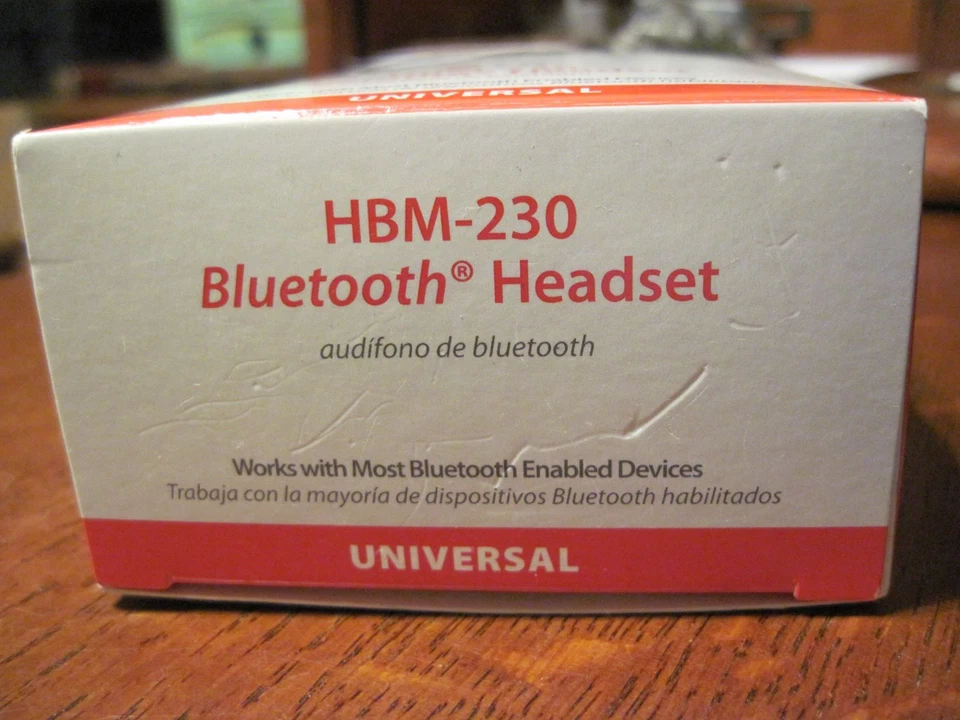 UNIVERSAL
HBM-230
Bluetooth® Headset
audífono de bluetooth
Works with Most Bluetooth Enabled Devices
Trabaja con la mayoría de dispositivos Bluetooth habilitados
UNIVERSAL